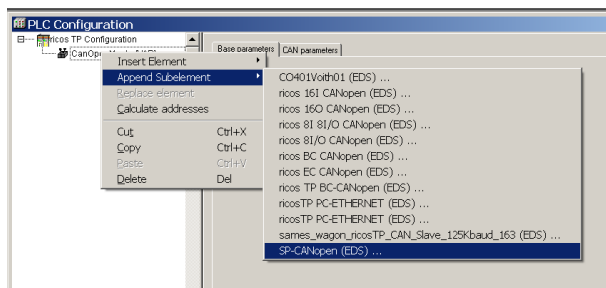 PLC Configuration
ricos TP Configuration
Base parameters
CAN parameters
Insert Element
Append Subelement
Replace element
Calculate addresses
Cut Ctrl+X
Copy Ctrl+C
Paste Ctrl+V
Delete Del
CO401Voith01 (EDS) ...
ricos 16I CANopen (EDS) ...
ricos 16O CANopen (EDS) ...
ricos 8I 8I/O CANopen (EDS) ...
ricos 8I/O CANopen (EDS) ...
ricos BC CANopen (EDS) ...
ricos EC CANopen (EDS) ...
ricos TP BC-CANopen (EDS) ...
ricosTP PC-ETHERNET (EDS) ...
ricosTP PC-ETHERNET (EDS) ...
sames_wagon_ricosTP_CAN_Slave_125Kbaud_163 (EDS) ...
SP-CANopen (EDS) ...